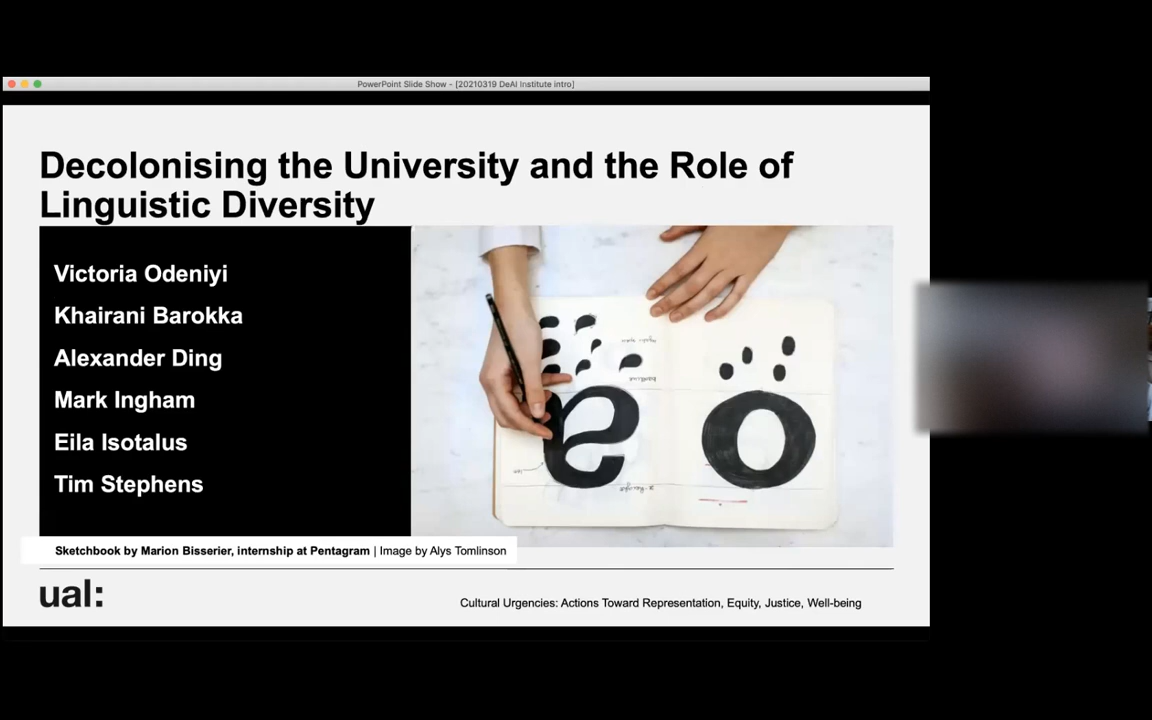 PowerPoint Slide Show - [20210319 DeAI Institute intro]
Decolonising the University and the Role of
Linguistic Diversity
Victoria Odeniyi
Khairani Barokka
Alexander Ding
Mark Ingham
Eila Isotalus
Tim Stephens
Sketchbook by Marion Bisserier, internship at Pentagram | Image by Alys Tomlinson
ual:
Cultural Urgencies: Actions Toward Representation, Equity, Justice, Well-being